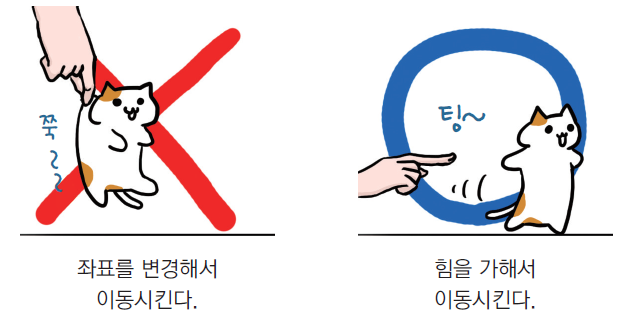 쭉~~
팅~
좌표를 변경해서
이동시킨다.
힘을 가해서
이동시킨다.